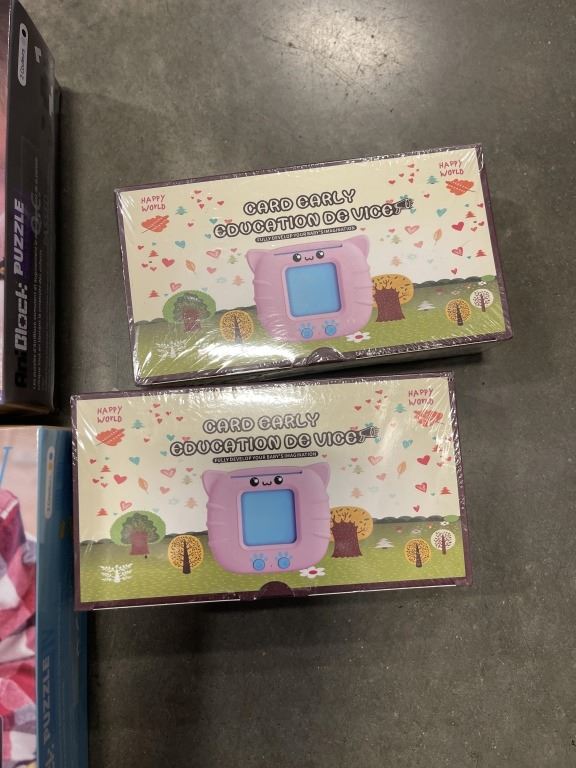 HAPPY
WORLD
HAPPY
WORLD
CARD EARLY
EDUCATION DE VICE
FULLY DEVELOP YOUR BABY'S IMAGINATION
HAPPY
WORLD
HAPPY
WORLD
CARD EARLY
EDUCATION DE VICE
FULLY DEVELOP YOUR BABY'S IMAGINATION
AniBlock PUZZLE
PUZZLE